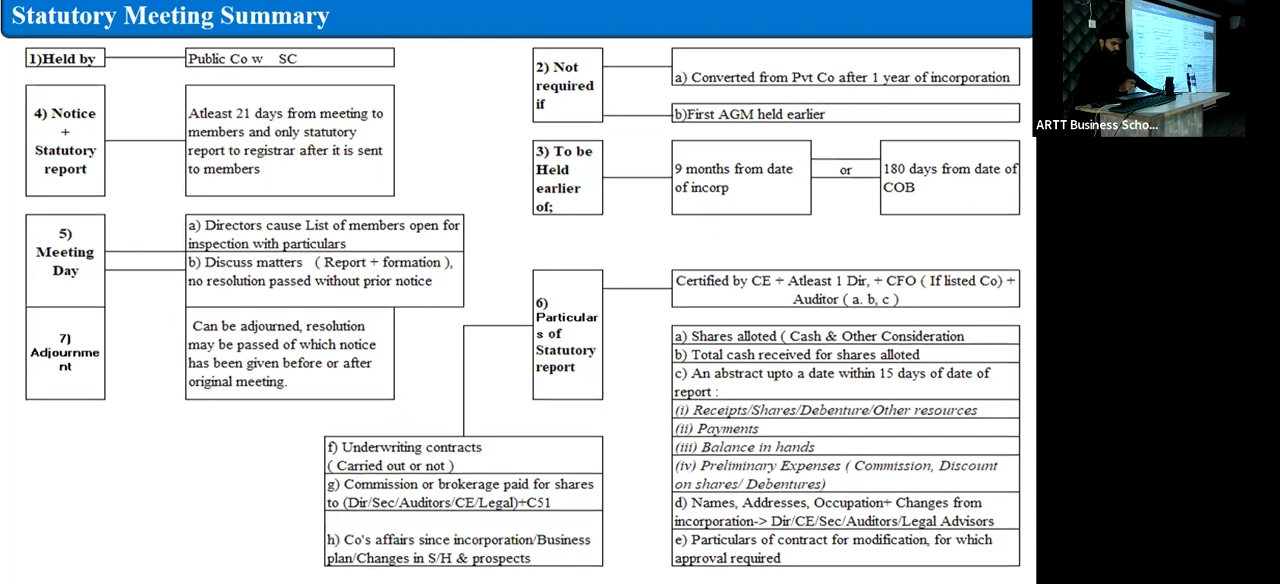 Statutory Meeting Summary
1)Held by
Public Co w SC
4) Notice
+
Statutory
report
Atleast 21 days from meeting to
members and only statutory
report to registrar after it is sent
to members
5)
Meeting
Day
a) Directors cause List of members open for
inspection with particulars
b) Discuss matters ( Report + formation ),
no resolution passed without prior notice
7)
Adjournme
nt
Can be adjourned, resolution
may be passed of which notice
has been given before or after
original meeting.
2) Not
required
if
a) Converted from Pvt Co after 1 year of incorporation
b)First AGM held earlier
3) To be
Held
earlier
of;
9 months from date
of incorp
or
180 days from date of
COB
6)
Particular
s of
Statutory
report
Certified by CE + Atleast 1 Dir, + CFO ( If listed Co) +
Auditor ( a. b, c )
a) Shares alloted ( Cash & Other Consideration
b) Total cash received for shares alloted
c) An abstract upto a date within 15 days of date of
report :
(i) Receipts/Shares/Debenture/Other resources
(ii) Payments
(iii) Balance in hands
(iv) Preliminary Expenses ( Commission, Discount
on shares/ Debentures)
d) Names, Addresses, Occupation+ Changes from
incorporation-> Dir/CE/Sec/Auditors/Legal Advisors
e) Particulars of contract for modification, for which
approval required
f) Underwriting contracts
( Carried out or not )
g) Commission or brokerage paid for shares
to (Dir/Sec/Auditors/CE/Legal)+C51
h) Co's affairs since incorporation/Business
plan/Changes in S/H & prospects
ARTT Business Scho...